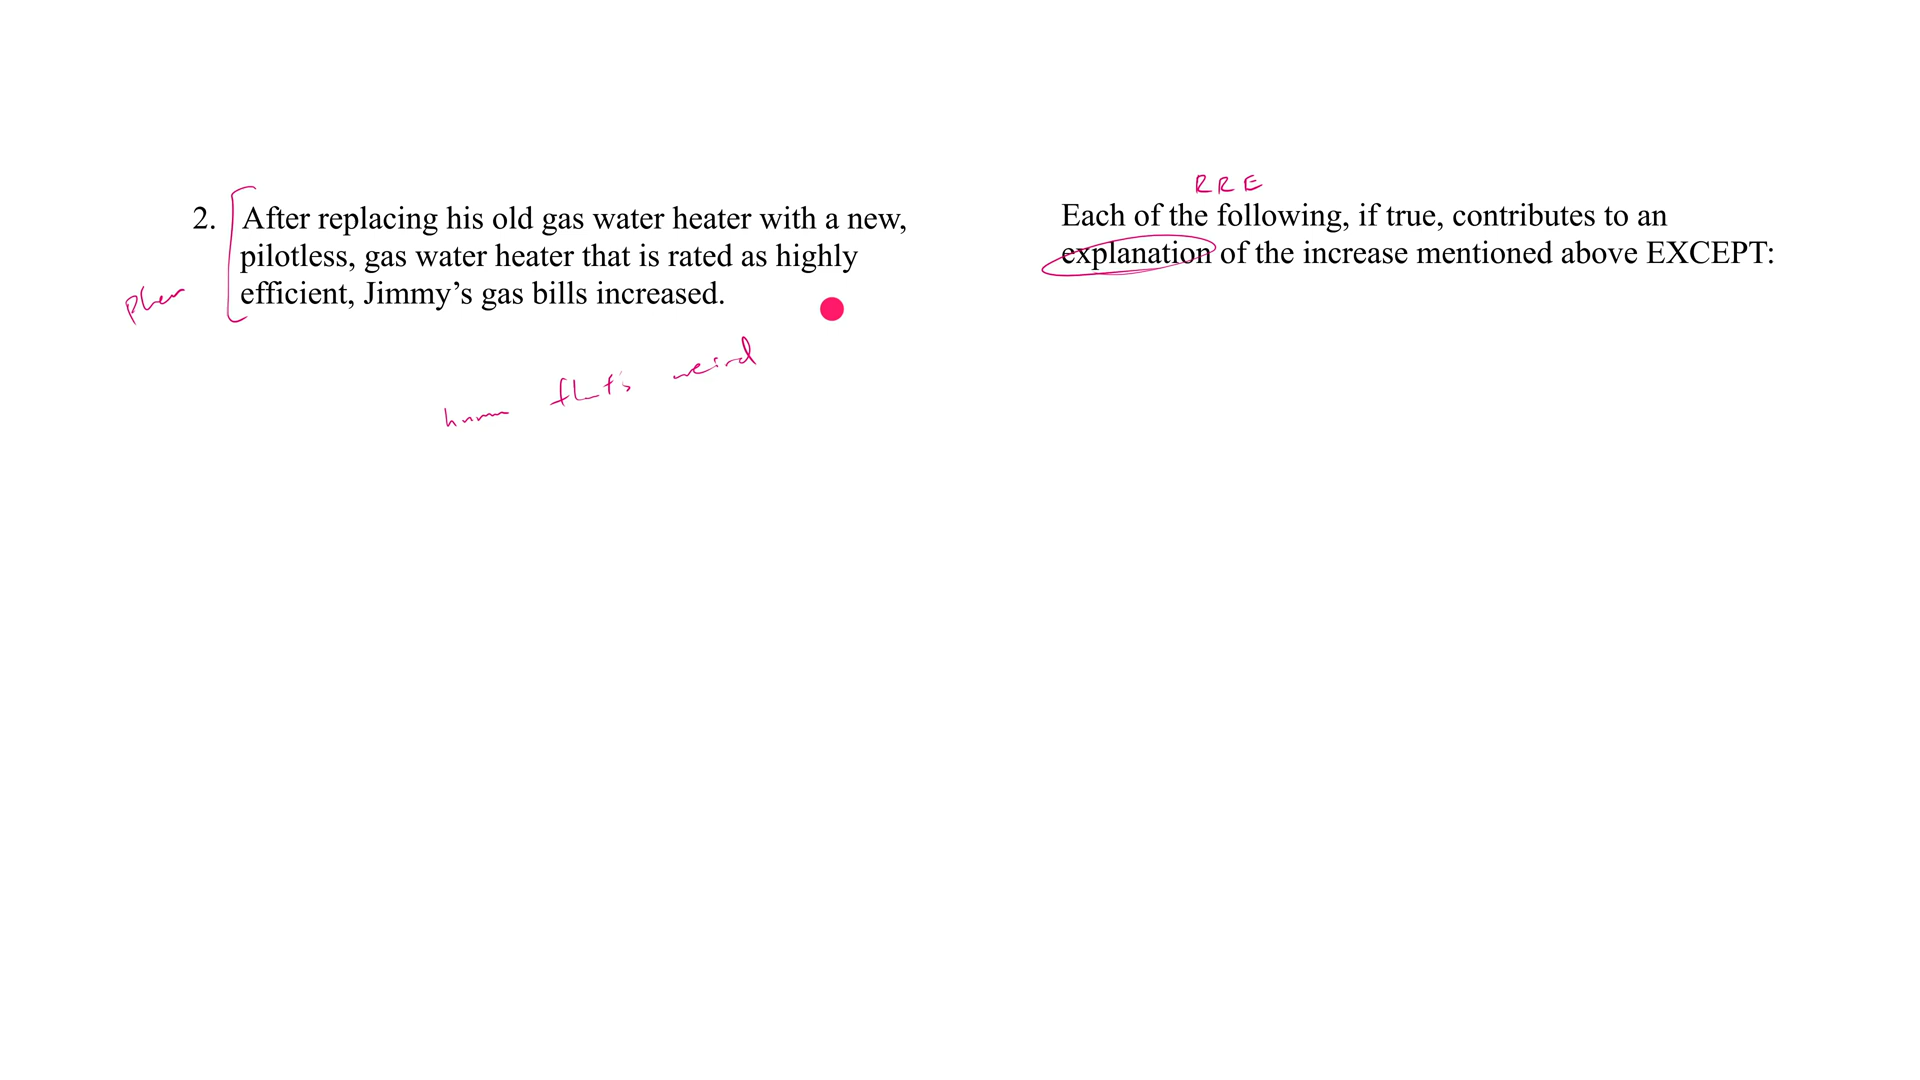 2. After replacing his old gas water heater with a new,
pilotless, gas water heater that is rated as highly
efficient, Jimmy’s gas bills increased.
phen
weird
RRE
Each of the following, if true, contributes to an
explanation of the increase mentioned above EXCEPT: